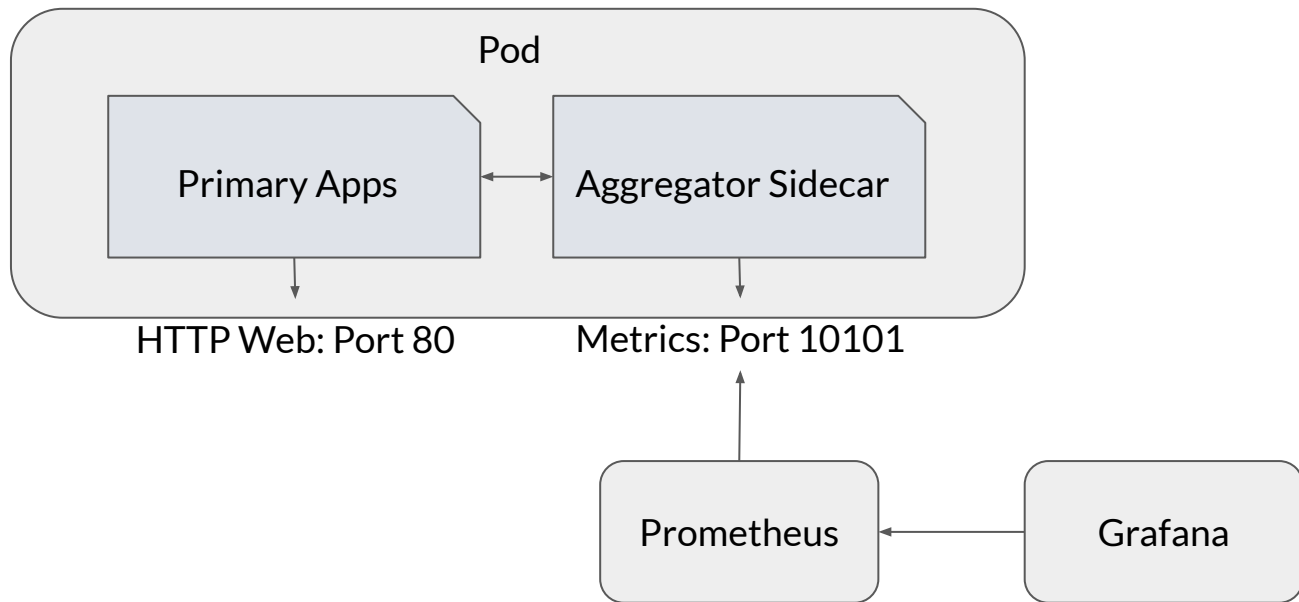 Pod
Primary Apps
Aggregator Sidecar
HTTP Web: Port 80
Metrics: Port 10101
Prometheus
Grafana